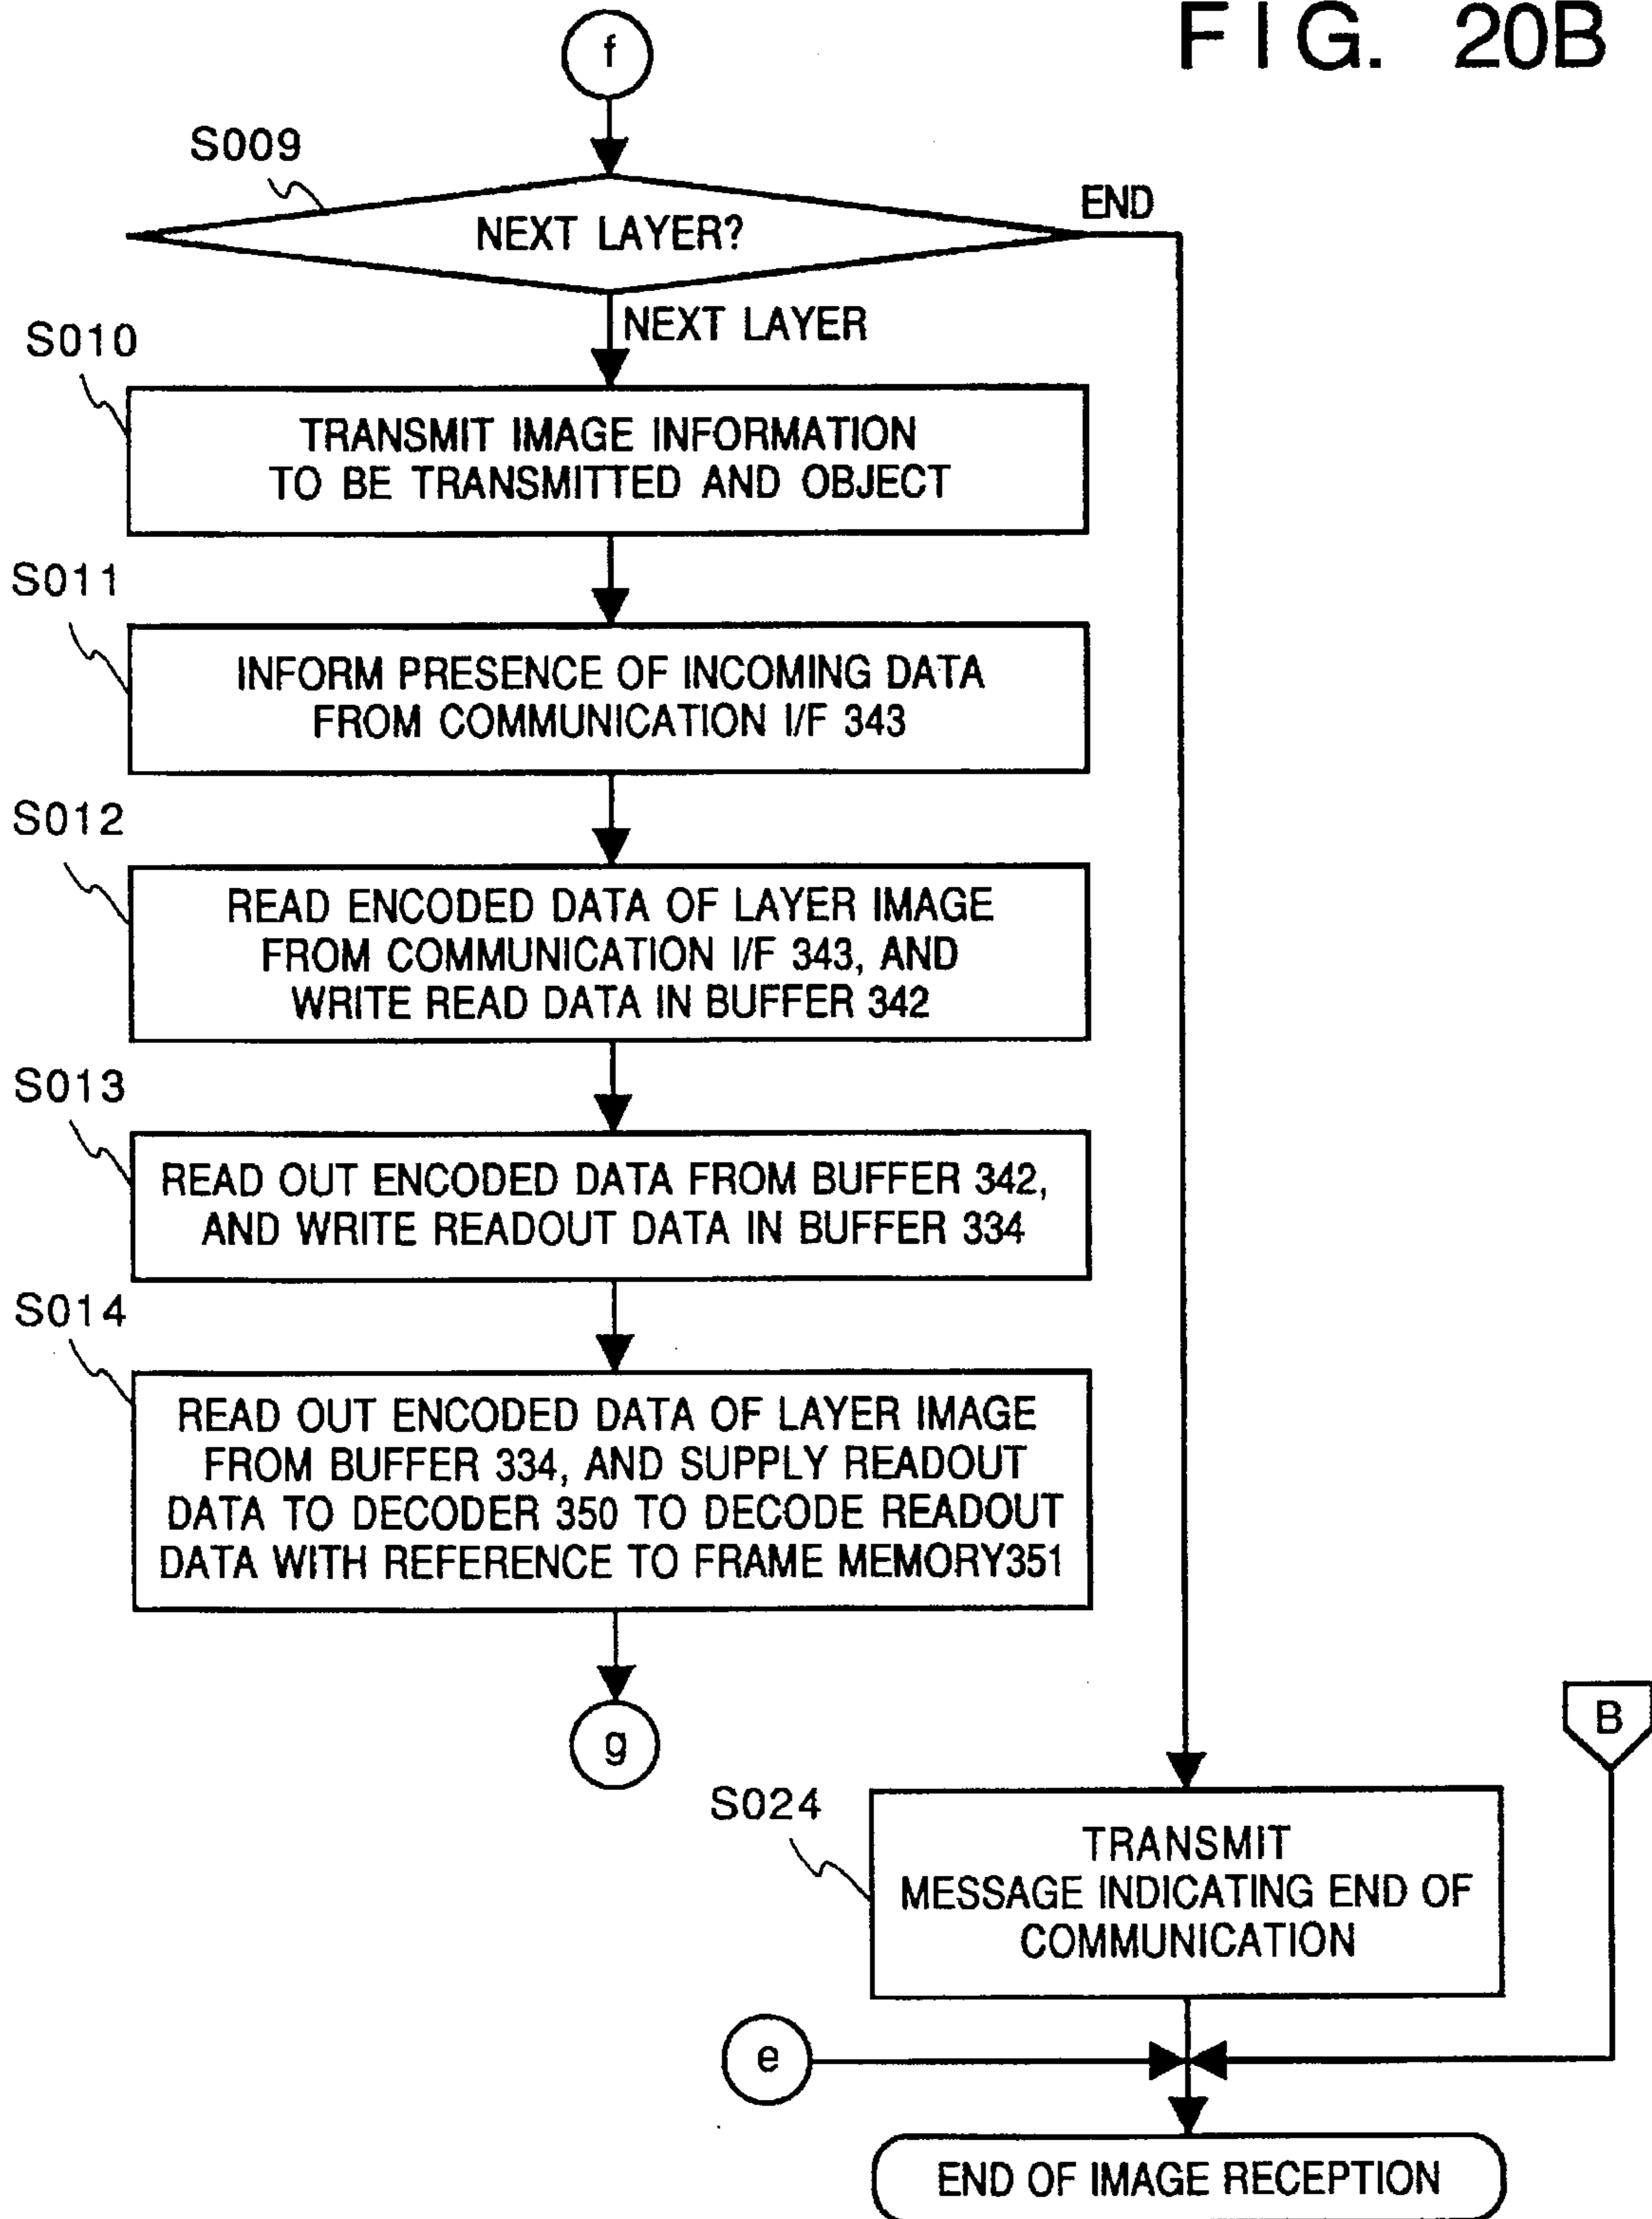 FIG. 20B
f
S009
NEXT LAYER?
END
NEXT LAYER
S010
TRANSMIT IMAGE INFORMATION
TO BE TRANSMITTED AND OBJECT
S011
INFORM PRESENCE OF INCOMING DATA
FROM COMMUNICATION I/F 343
S012
READ ENCODED DATA OF LAYER IMAGE
FROM COMMUNICATION I/F 343, AND
WRITE READ DATA IN BUFFER 342
S013
READ OUT ENCODED DATA FROM BUFFER 342,
AND WRITE READOUT DATA IN BUFFER 334
S014
READ OUT ENCODED DATA OF LAYER IMAGE
FROM BUFFER 334, AND SUPPLY READOUT
DATA TO DECODER 350 TO DECODE READOUT
DATA WITH REFERENCE TO FRAME MEMORY351
g
B
S024
TRANSMIT
MESSAGE INDICATING END OF
COMMUNICATION
e
END OF IMAGE RECEPTION